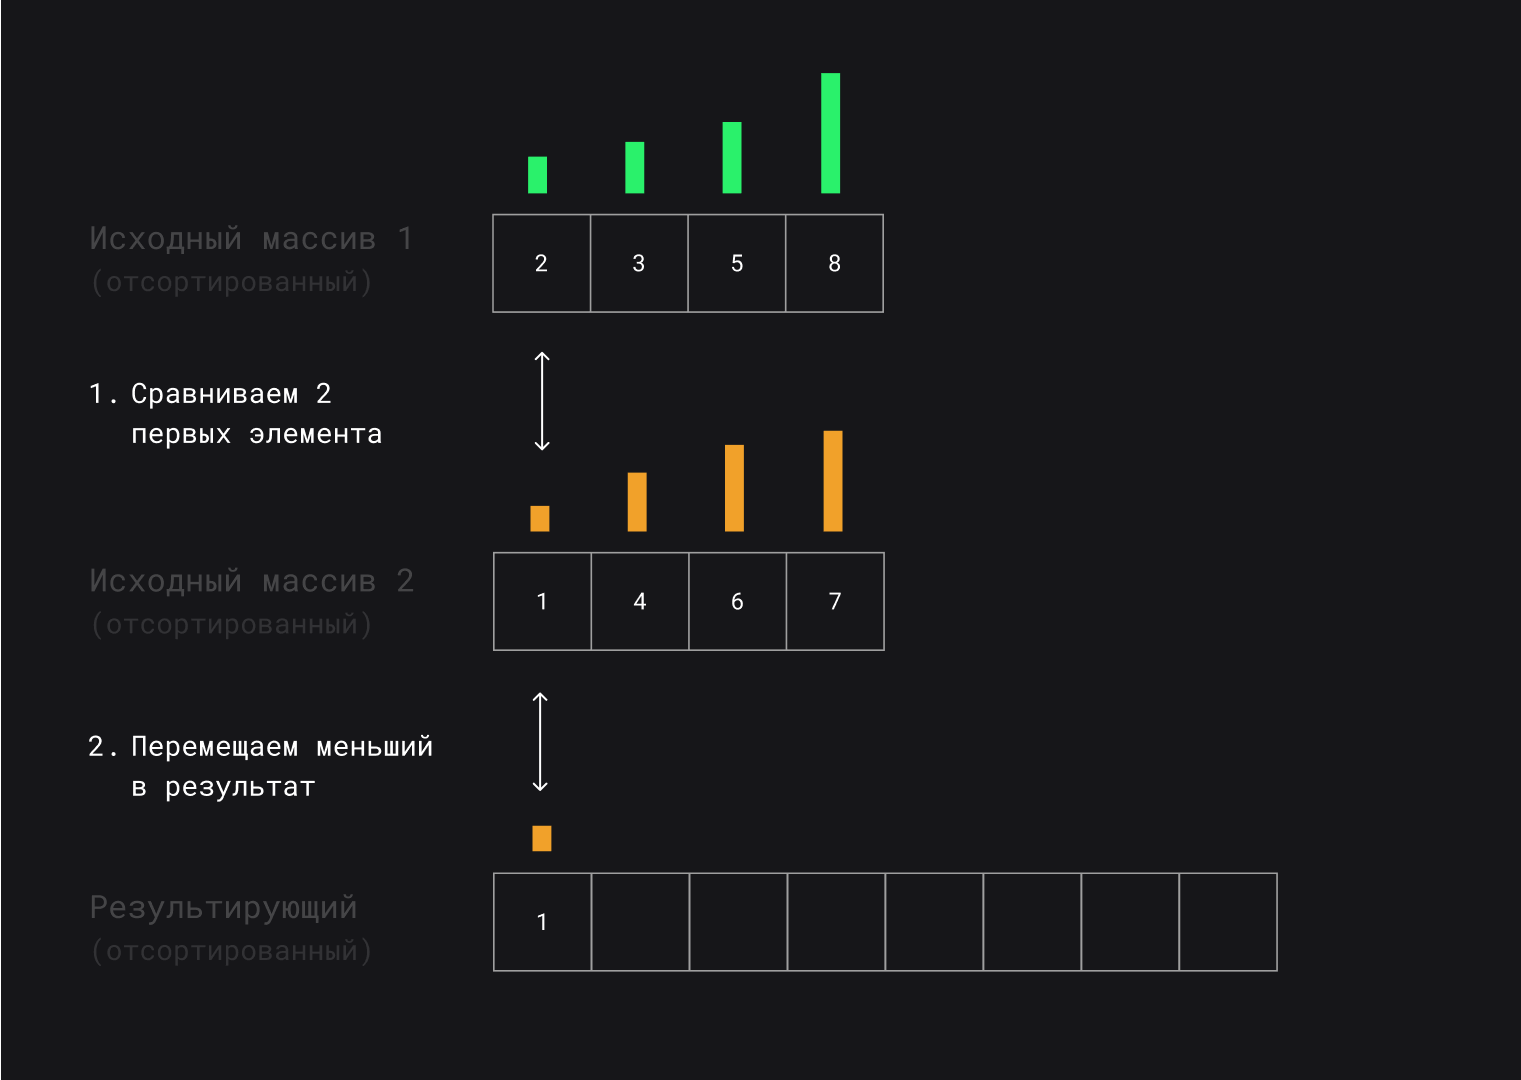 Исходный массив 1
(отсортированный)
2 3 5 8
1. Сравниваем 2
первых элемента
Исходный массив 2
(отсортированный)
1 4 6 7
2. Перемещаем меньший
в результат
Результирующий
(отсортированный)
1